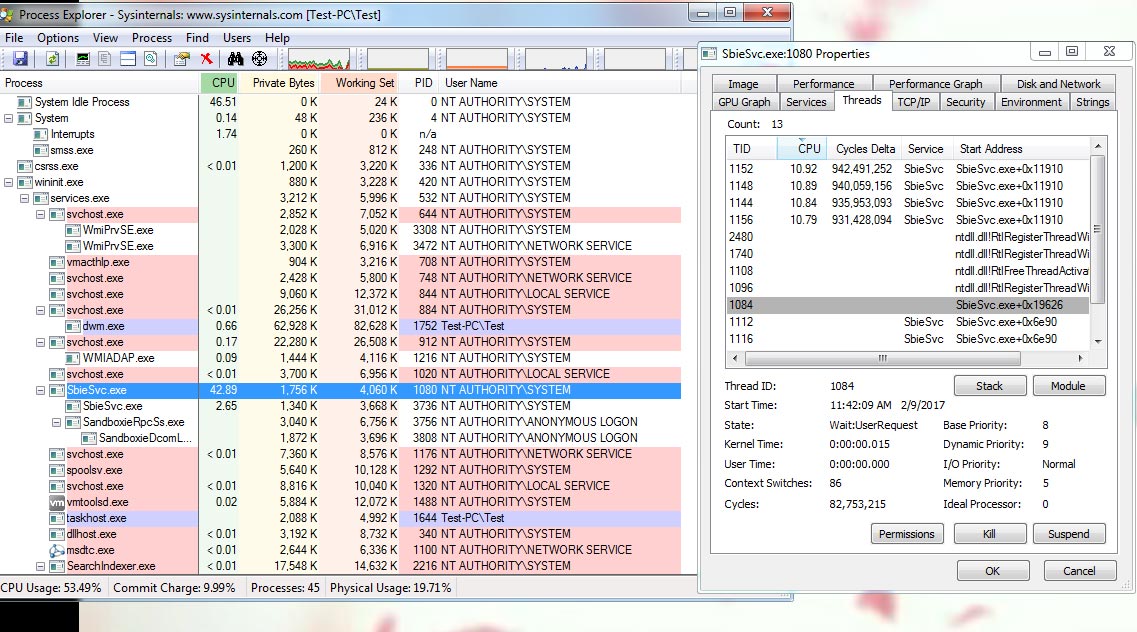 Process Explorer - Sysinternals: www.sysinternals.com [Test-PC\Test]
File Options View Process Find Users Help
Process CPU Private Bytes Working Set PID User Name
System Idle Process 46.51 0 K 24 K 0 NT AUTHORITY\SYSTEM
System 0.14 48 K 236 K 4 NT AUTHORITY\SYSTEM
Interrupts 1.74 0 K 0 K n/a
smss.exe 260 K 812 K 248 NT AUTHORITY\SYSTEM
csrss.exe < 0.01 1,200 K 3,220 K 336 NT AUTHORITY\SYSTEM
wininit.exe 880 K 3,228 K 420 NT AUTHORITY\SYSTEM
services.exe 3,212 K 5,996 K 532 NT AUTHORITY\SYSTEM
svchost.exe 2,852 K 7,052 K 644 NT AUTHORITY\SYSTEM
WmiPrvSE.exe 2,028 K 5,020 K 3308 NT AUTHORITY\SYSTEM
WmiPrvSE.exe 3,300 K 6,916 K 3472 NT AUTHORITY\NETWORK SERVICE
vmacthlp.exe 904 K 3,216 K 708 NT AUTHORITY\SYSTEM
svchost.exe 2,428 K 5,800 K 748 NT AUTHORITY\NETWORK SERVICE
svchost.exe 9,060 K 12,372 K 844 NT AUTHORITY\LOCAL SERVICE
svchost.exe < 0.01 26,256 K 31,012 K 884 NT AUTHORITY\SYSTEM
dwm.exe 0.66 62,928 K 82,628 K 1752 Test-PC\Test
svchost.exe 0.17 22,280 K 26,508 K 912 NT AUTHORITY\SYSTEM
WMIADAP.exe 0.09 1,444 K 4,116 K 1216 NT AUTHORITY\SYSTEM
svchost.exe < 0.01 3,700 K 6,956 K 1020 NT AUTHORITY\LOCAL SERVICE
SbieSvc.exe 42.89 1,756 K 4,060 K 1080 NT AUTHORITY\SYSTEM
SbieSvc.exe 2.65 1,340 K 3,668 K 3736 NT AUTHORITY\SYSTEM
SandboxieRpcSs.exe 3,040 K 6,756 K 3756 NT AUTHORITY\ANONYMOUS LOGON
SandboxieDcomL... 1,872 K 3,696 K 3808 NT AUTHORITY\ANONYMOUS LOGON
svchost.exe < 0.01 7,360 K 8,576 K 1176 NT AUTHORITY\NETWORK SERVICE
spoolsv.exe 5,640 K 10,128 K 1292 NT AUTHORITY\SYSTEM
svchost.exe < 0.01 8,816 K 10,040 K 1320 NT AUTHORITY\LOCAL SERVICE
vm vmtoolsd.exe 0.02 5,884 K 12,072 K 1488 NT AUTHORITY\SYSTEM
taskhost.exe 2,088 K 4,992 K 1644 Test-PC\Test
dllhost.exe < 0.01 3,192 K 8,732 K 340 NT AUTHORITY\SYSTEM
msdtc.exe < 0.01 2,644 K 6,336 K 1100 NT AUTHORITY\NETWORK SERVICE
SearchIndexer.exe < 0.01 17,548 K 14,632 K 2216 NT AUTHORITY\SYSTEM
CPU Usage: 53.49% Commit Charge: 9.99% Processes: 45 Physical Usage: 19.71%
SbieSvc.exe:1080 Properties
Image Performance Performance Graph Disk and Network
GPU Graph Services Threads TCP/IP Security Environment Strings
Count: 13
TID CPU Cycles Delta Service Start Address
1152 10.92 942,491,252 SbieSvc SbieSvc.exe+0x11910
1148 10.89 940,059,156 SbieSvc SbieSvc.exe+0x11910
1144 10.84 935,953,093 SbieSvc SbieSvc.exe+0x11910
1156 10.79 931,428,094 SbieSvc SbieSvc.exe+0x11910
2480 ntdll.dll!RtlRegisterThreadWi
1740 ntdll.dll!RtlRegisterThreadWi
1108 ntdll.dll!RtlFreeThreadActiva
1096 ntdll.dll!RtlRegisterThreadWi
1084 SbieSvc.exe+0x19626
1112 SbieSvc SbieSvc.exe+0x6e90
1116 SbieSvc SbieSvc.exe+0x6e90
Thread ID: 1084 Stack Module
Start Time: 11:42:09 AM 2/9/2017
State: Wait:UserRequest Base Priority: 8
Kernel Time: 0:00:00.015 Dynamic Priority: 9
User Time: 0:00:00.000 I/O Priority: Normal
Context Switches: 86 Memory Priority: 5
Cycles: 82,753,215 Ideal Processor: 0
Permissions Kill Suspend
OK Cancel